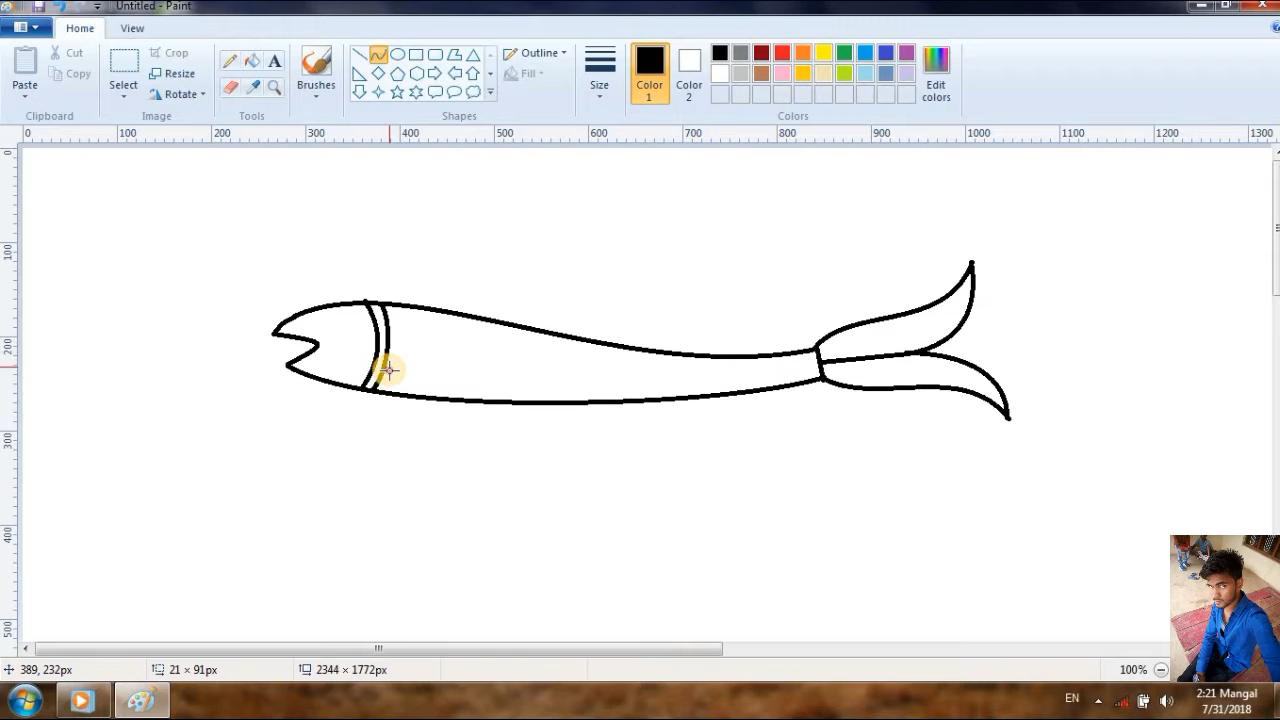 Untitled - Paint
Home View
Paste
Cut
Copy
Clipboard
Select
Crop
Resize
Rotate
Image
Tools
Brushes
Shapes
Outline
Fill
Size
Color 1
Color 2
Edit colors
Colors
0 100 200 300 400 500 600 700 800 900 1000 1100 1200 1300
0
100
200
300
400
500
389, 232px 21 × 91px 2344 × 1772px 100%
EN 2:21 Mangal
7/31/2018